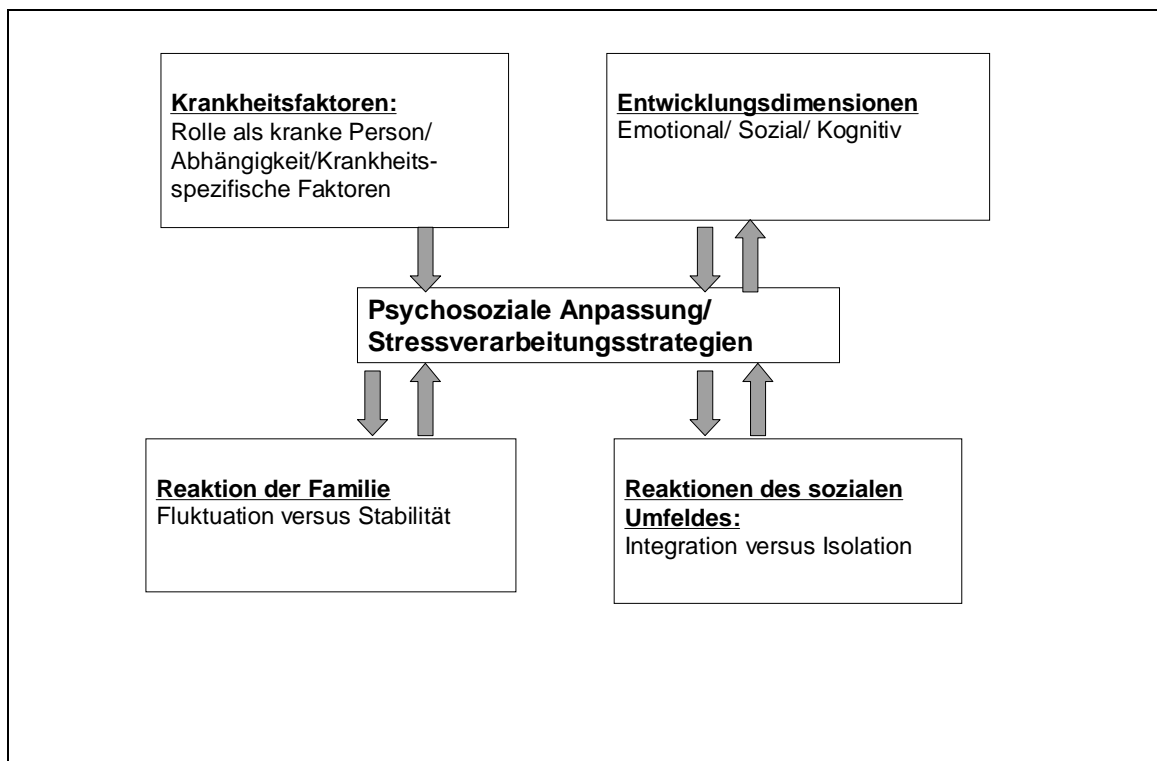 Krankheitsfaktoren:
Rolle als kranke Person/
Abhängigkeit/Krankheits-
spezifische Faktoren
Entwicklungsdimensionen
Emotional/ Sozial/ Kognitiv
Psychosoziale Anpassung/
Stressverarbeitungsstrategien
Reaktion der Familie
Fluktuation versus Stabilität
Reaktionen des sozialen
Umfeldes:
Integration versus Isolation